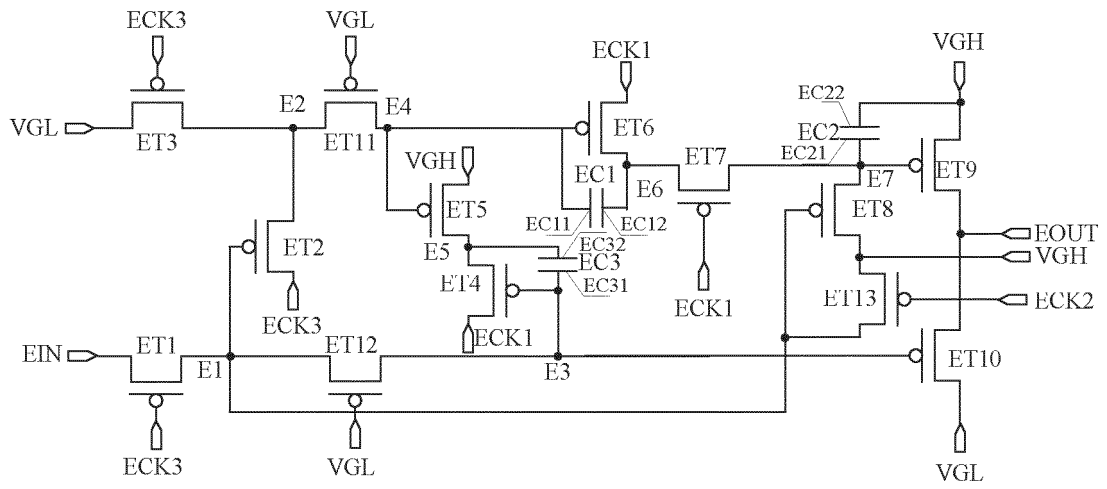 ECK3
VGL
ECK1
VGH
E2
E4
EC22
VGL
ET3
ET11
ET6
ET7
EC2
EC21
VGH
EC1
E6
E7
ET9
ET5
EC11
EC12
ET8
ET2
E5
EC32
EC3
EOUT
VGH
ET4
EC31
ET13
ECK2
ECK3
ECK1
ECK1
EIN
ET1
E1
ET12
E3
ET10
ECK3
VGL
VGL